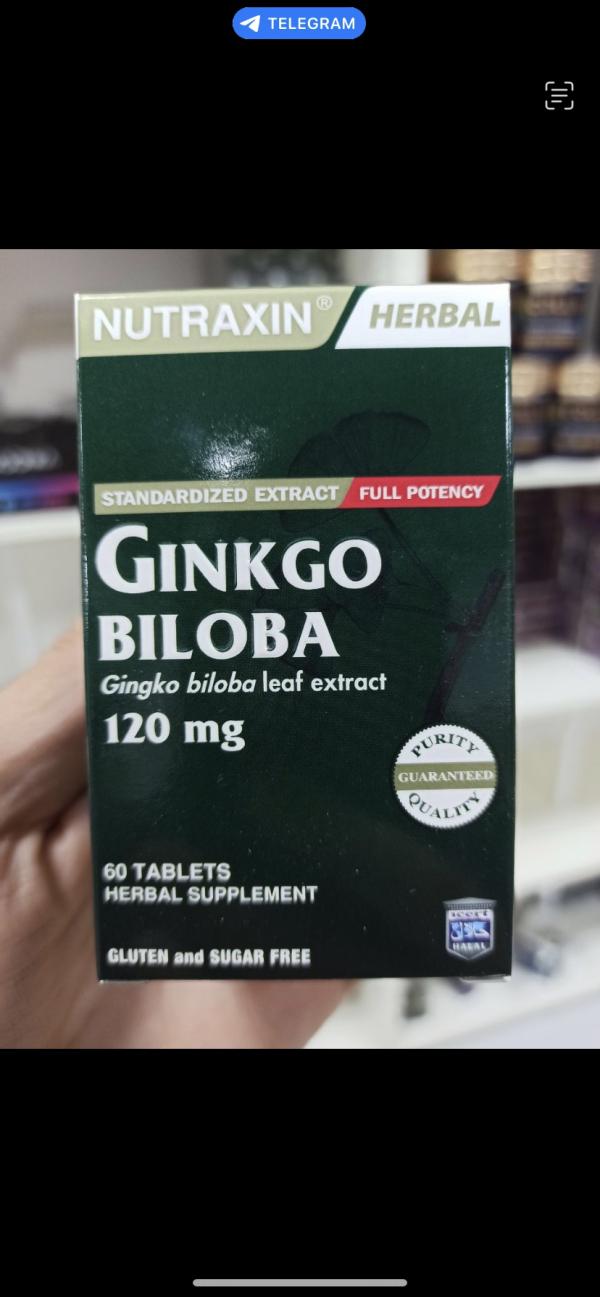 TELEGRAM
NUTRAXIN® HERBAL
STANDARDIZED EXTRACT FULL POTENCY
GINKGO
BILOBA
Gingko biloba leaf extract
120 mg
PURITY
GUARANTEED
QUALITY
60 TABLETS
HERBAL SUPPLEMENT
حلال
HALAL
GLUTEN and SUGAR FREE